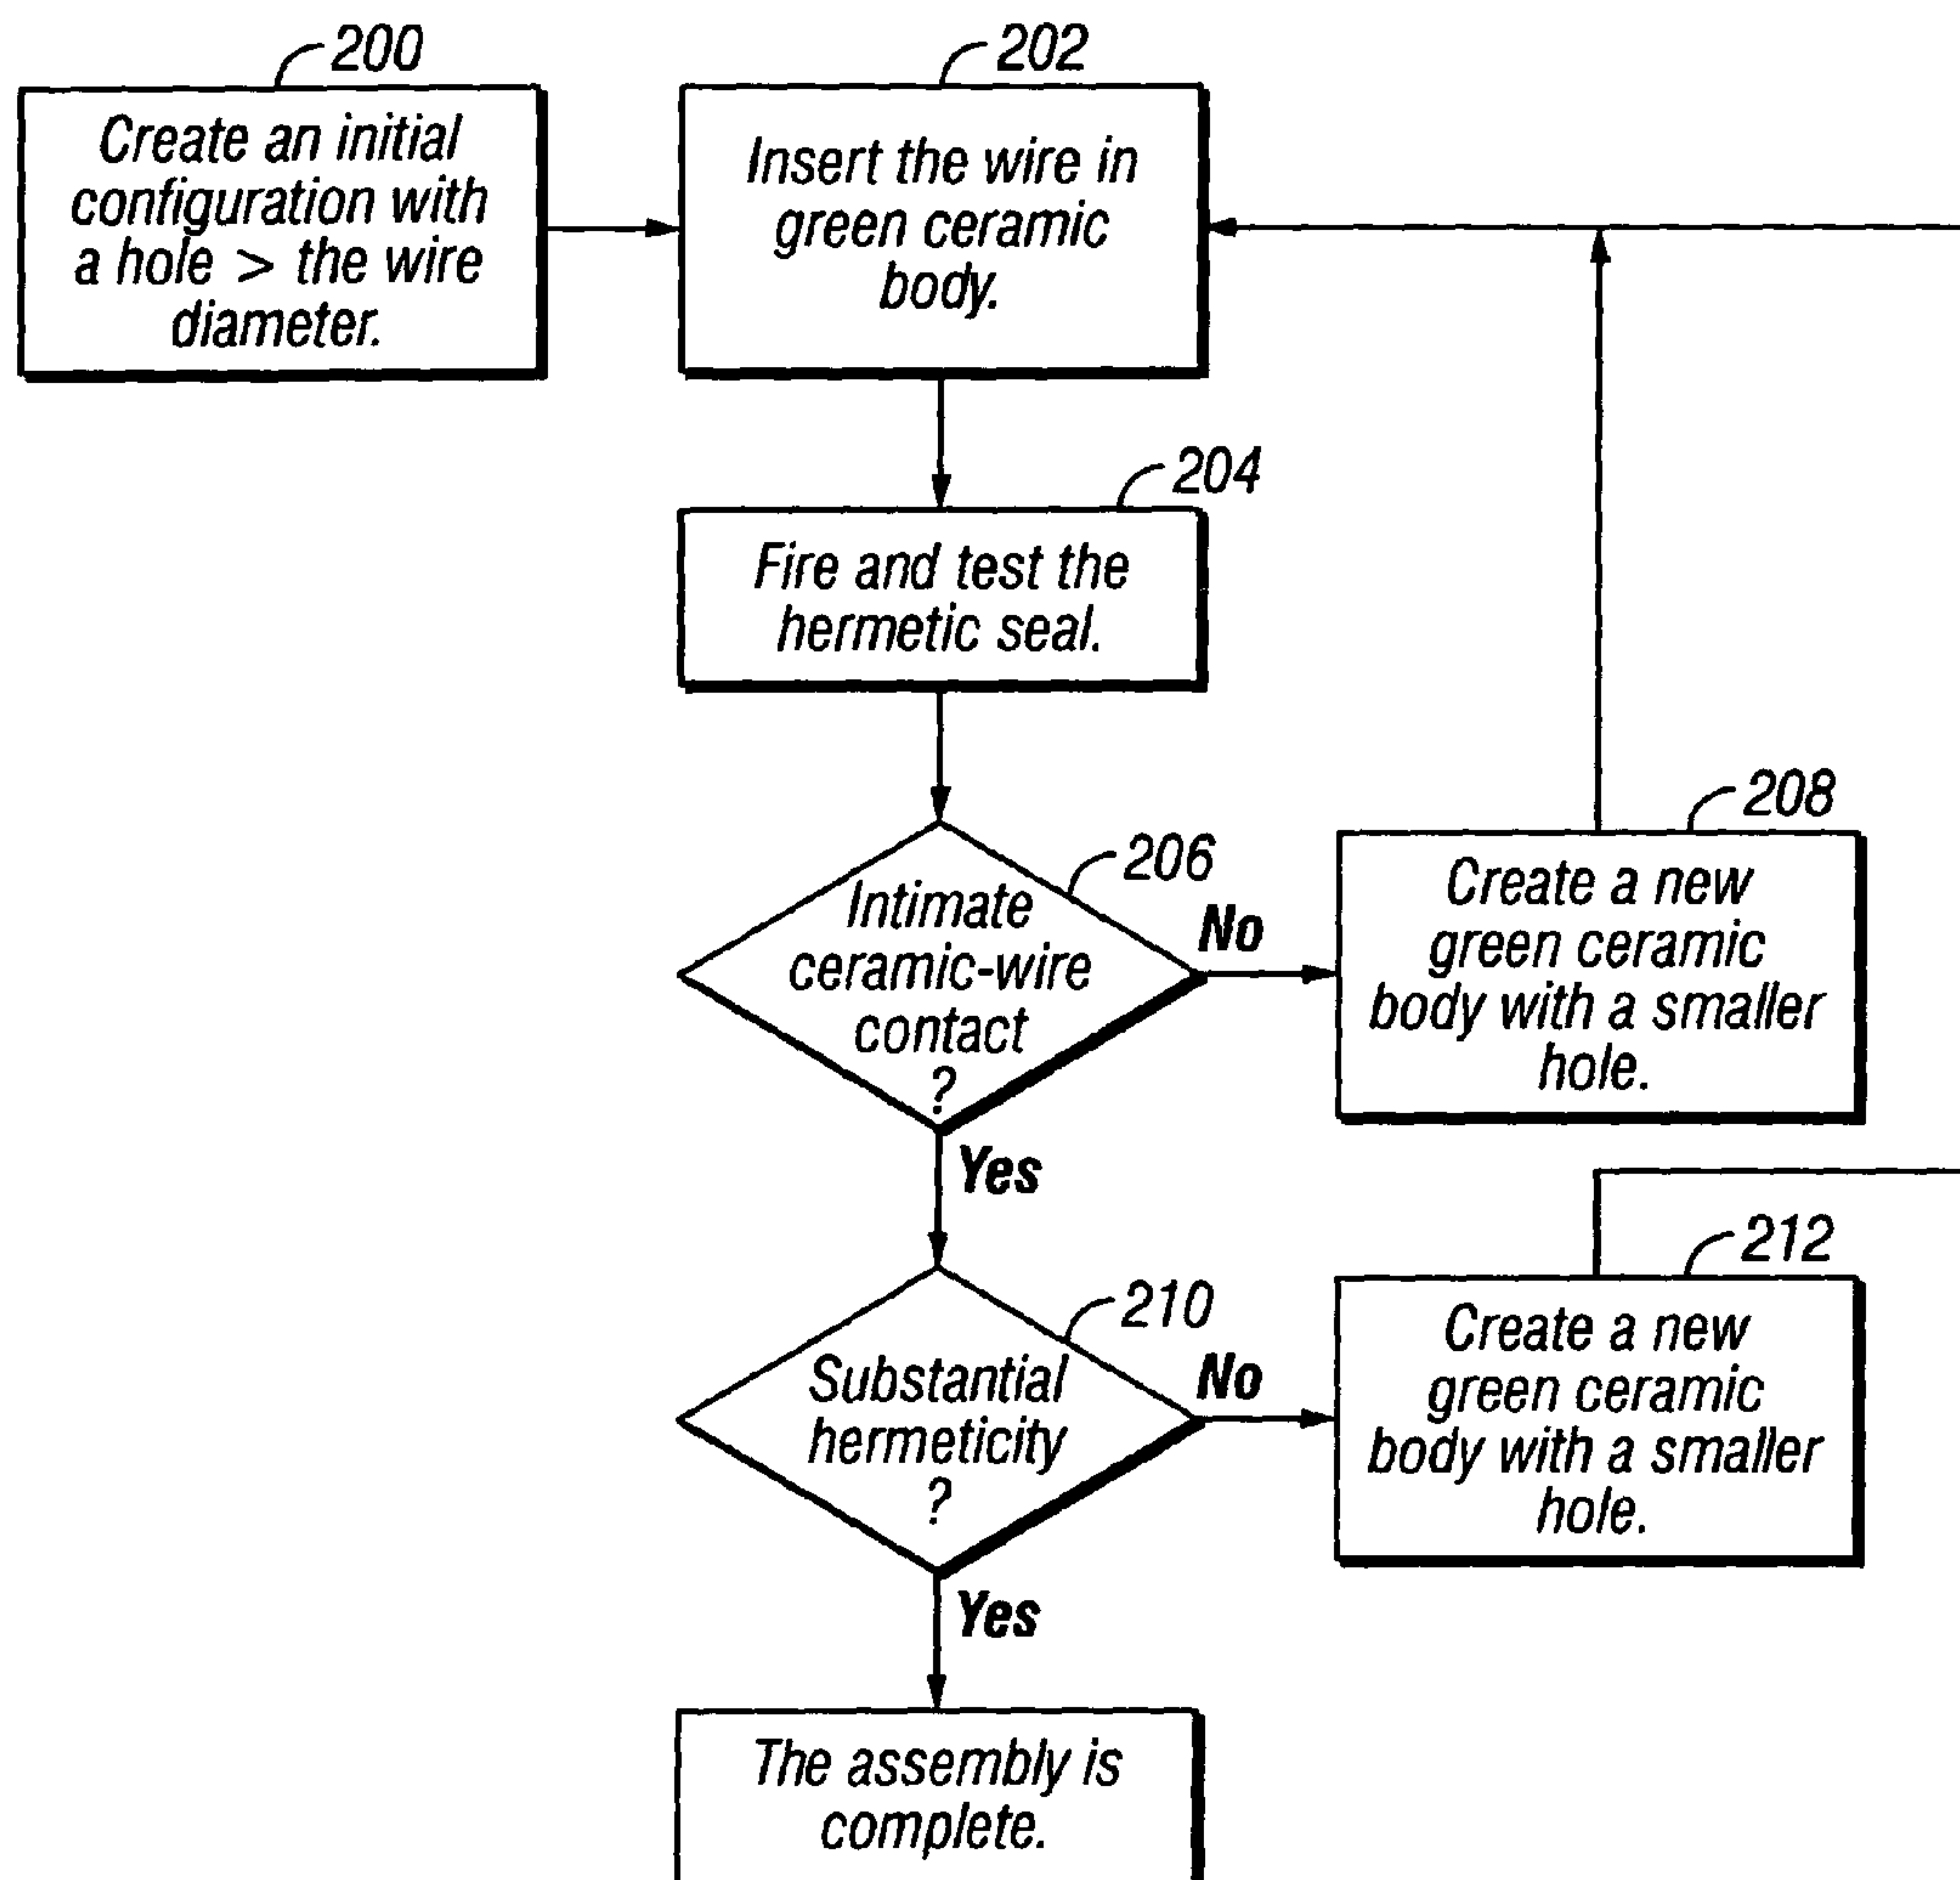 200
Create an initial
configuration with
a hole > the wire
diameter.
202
Insert the wire in
green ceramic
body.
204
Fire and test the
hermetic seal.
206
Intimate
ceramic-wire
contact
?
No
Yes
208
Create a new
green ceramic
body with a smaller
hole.
210
Substantial
hermeticity
?
No
Yes
212
Create a new
green ceramic
body with a smaller
hole.
The assembly is
complete.